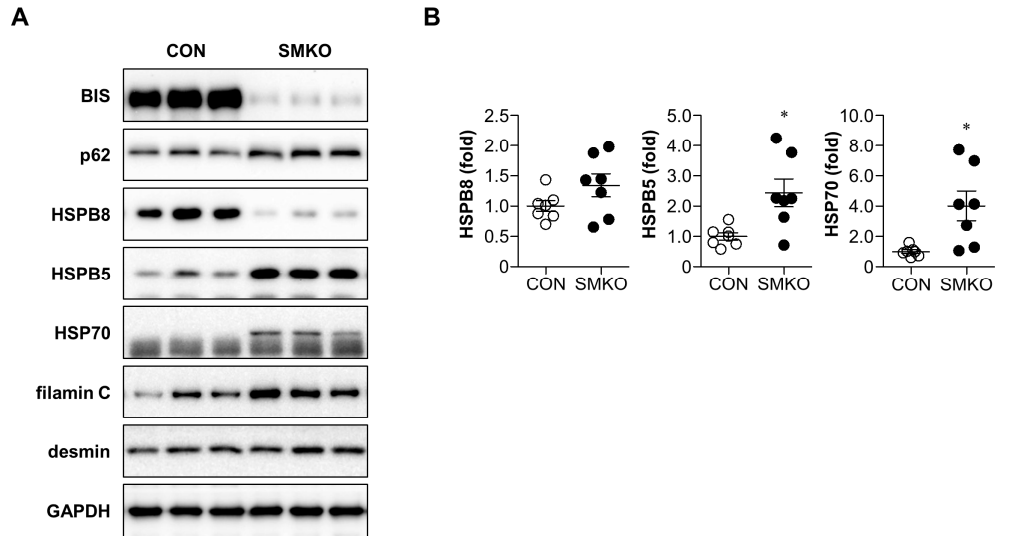 A
CON SMKO
BIS
p62
HSPB8
HSPB5
HSP70
filamin C
desmin
GAPDH
B
HSPB8 (fold)
2.5
2.0
1.5
1.0
0.5
0
CON SMKO
HSPB5 (fold)
5.0
4.0
3.0
2.0
1.0
0
*
CON SMKO
HSP70 (fold)
10.0
8.0
6.0
4.0
2.0
0
*
CON SMKO